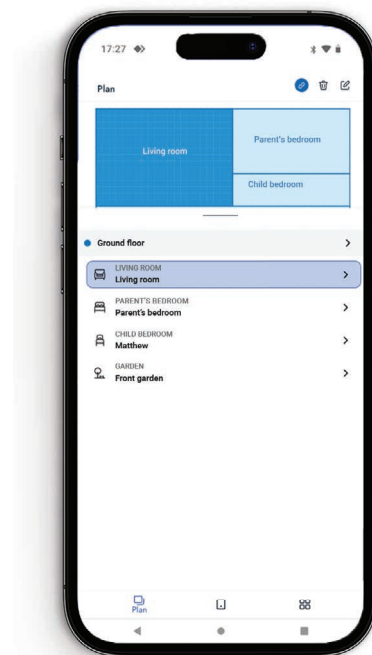 17:27
Plan
Living room
Parent's bedroom
Child bedroom
Ground floor
LIVING ROOM
Living room
PARENT'S BEDROOM
Parent's bedroom
CHILD BEDROOM
Matthew
GARDEN
Front garden
Plan